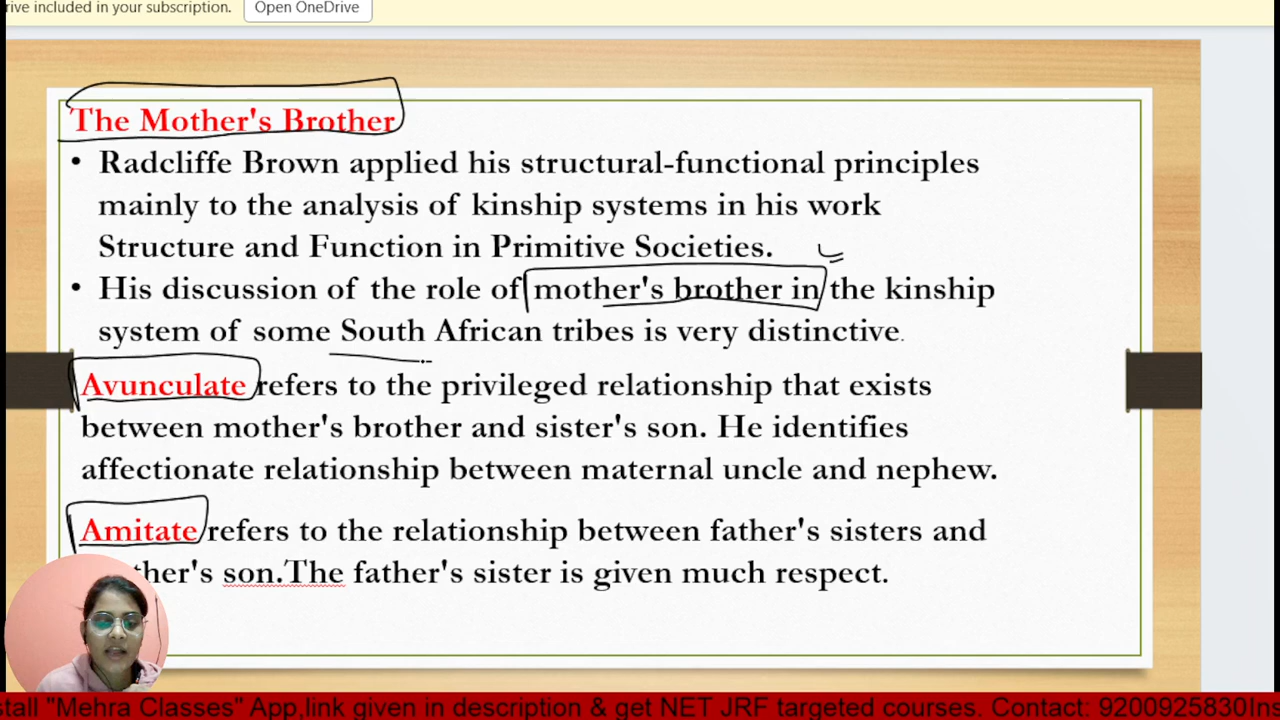 rive included in your subscription. Open OneDrive
The Mother's Brother
• Radcliffe Brown applied his structural-functional principles
mainly to the analysis of kinship systems in his work
Structure and Function in Primitive Societies.
• His discussion of the role of mother's brother in the kinship
system of some South African tribes is very distinctive.
Avunculate refers to the privileged relationship that exists
between mother's brother and sister's son. He identifies
affectionate relationship between maternal uncle and nephew.
Amitate refers to the relationship between father's sisters and
ther's son.The father's sister is given much respect.
stall "Mehra Classes" App,link given in description & get NET JRF targeted courses. Contact: 9200925830Ins